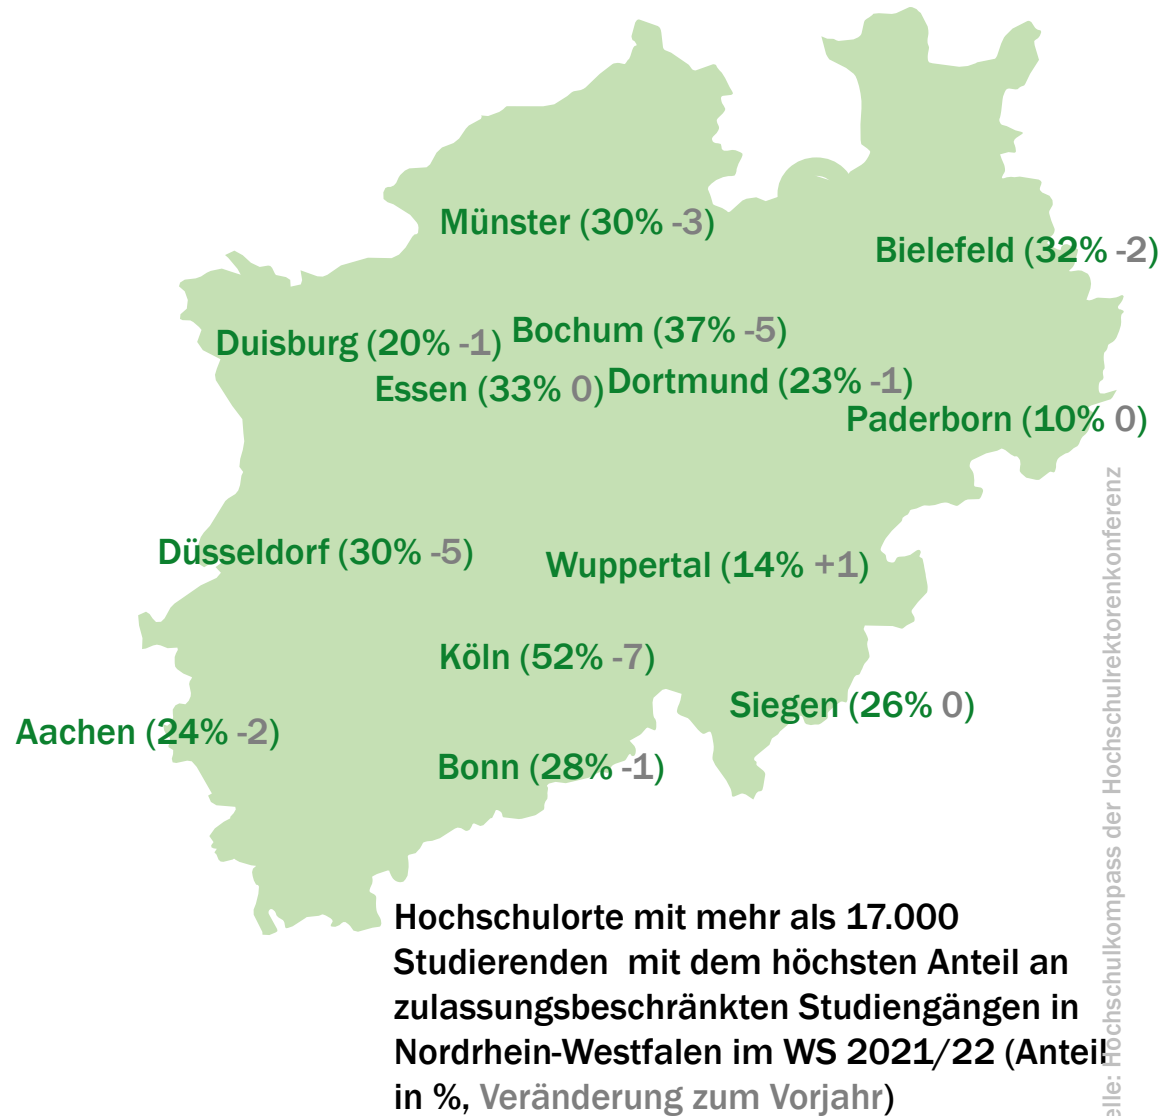 Münster (30% -3)
Bielefeld (32% -2)
Duisburg (20% -1)
Bochum (37% -5)
Essen (33% 0)
Dortmund (23% -1)
Paderborn (10% 0)
Düsseldorf (30% -5)
Wuppertal (14% +1)
Köln (52% -7)
Siegen (26% 0)
Aachen (24% -2)
Bonn (28% -1)
Hochschulorte mit mehr als 17.000
Studierenden mit dem höchsten Anteil an
zulassungsbeschränkten Studiengängen in
Nordrhein-Westfalen im WS 2021/22 (Anteil
in %, Veränderung zum Vorjahr)
elle: Hochschulkompass der Hochschulrektorenkonferenz